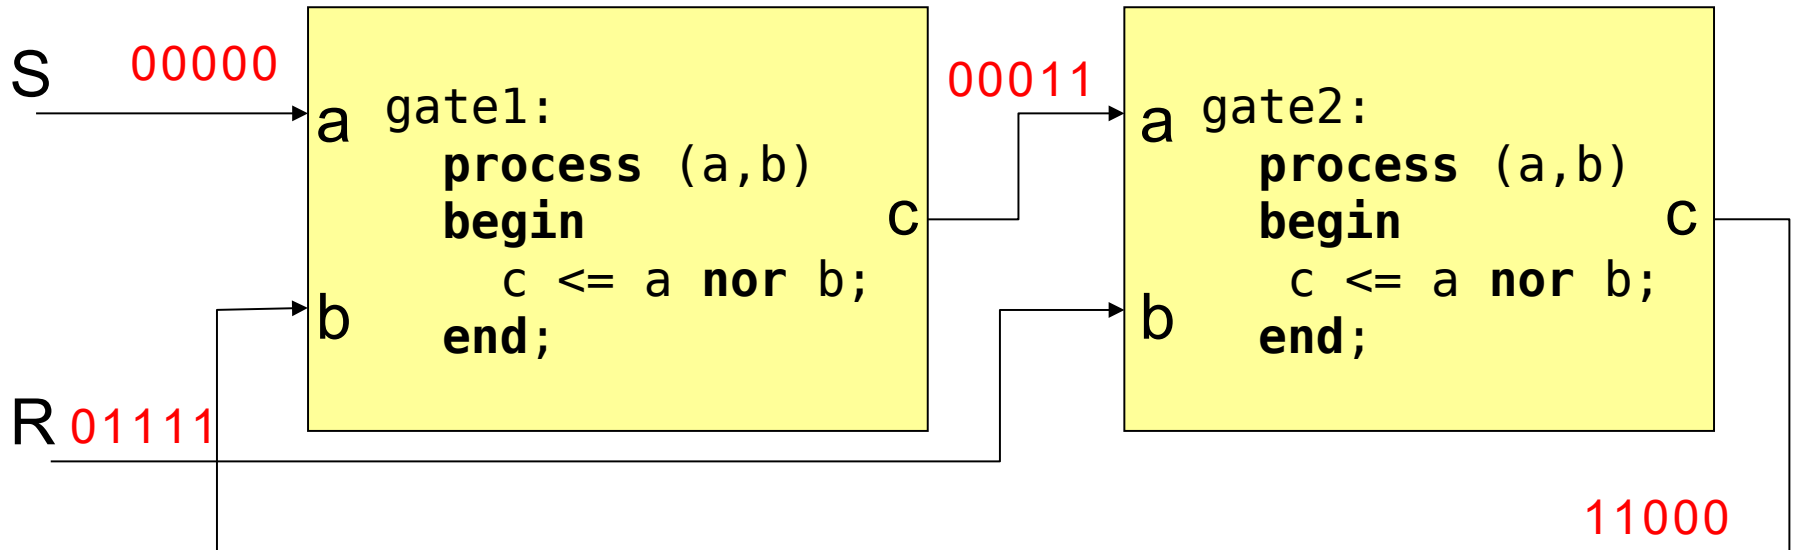 S
00000
a
gate1:
process (a,b)
begin
c <= a nor b;
end;
b
c
00011
a
gate2:
process (a,b)
begin
c <= a nor b;
end;
b
c
R
01111
11000